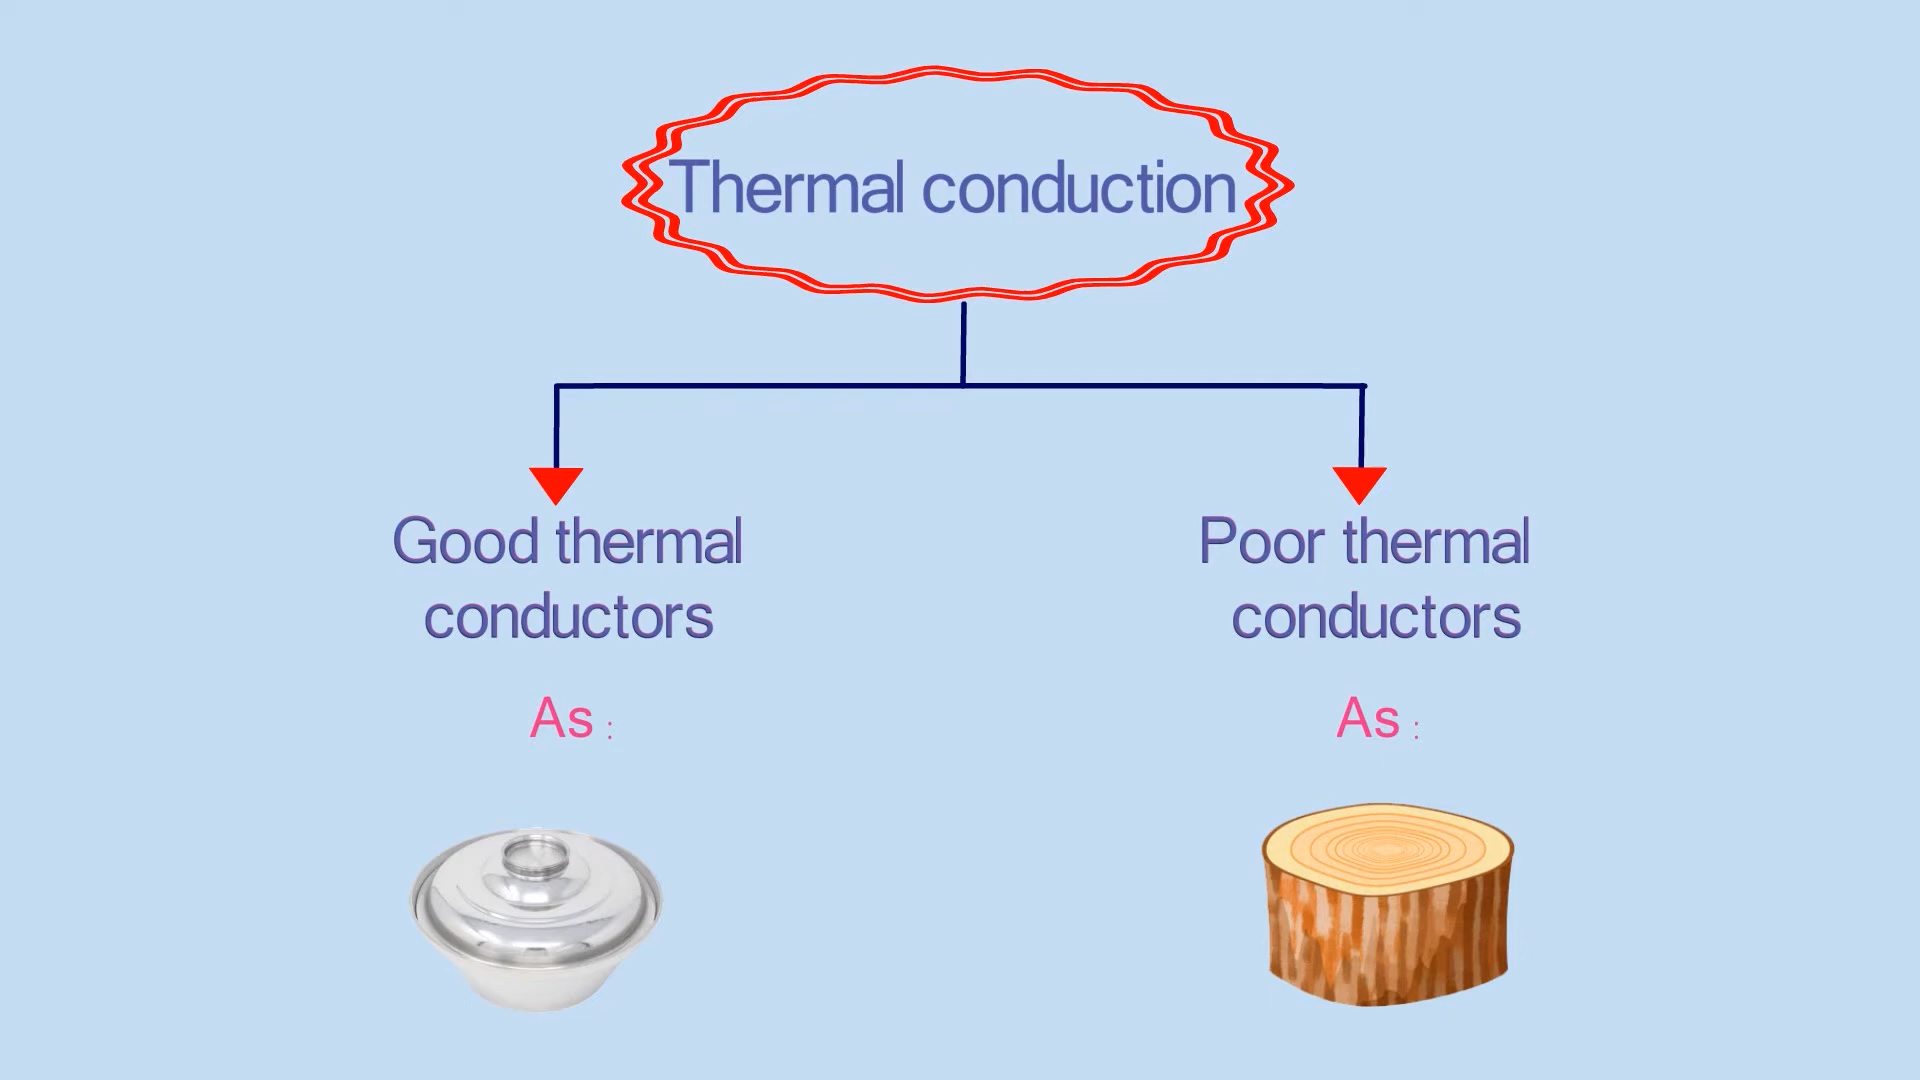 Thermal conduction
Good thermal
conductors
As :
Poor thermal
conductors
As :